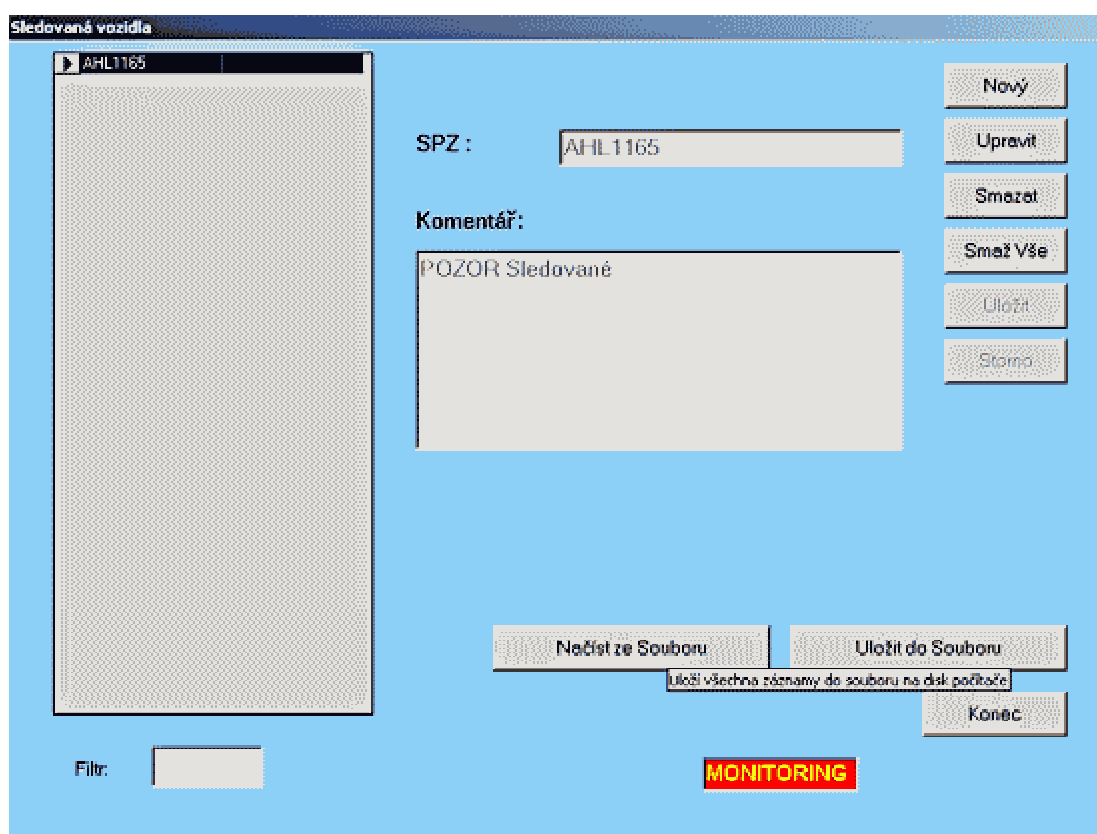 Sledovaná vozidla
AHL1165
Nový
SPZ :
AHL1165
Upravit
Smazat
Komentář:
Smaž Vše
POZOR Sledované
Uložit
Storno
Načíst ze Souboru
Uložit do Souboru
Uloží všechna záznamy do souboru na disk počítače
Konec
Filtr:
MONITORING